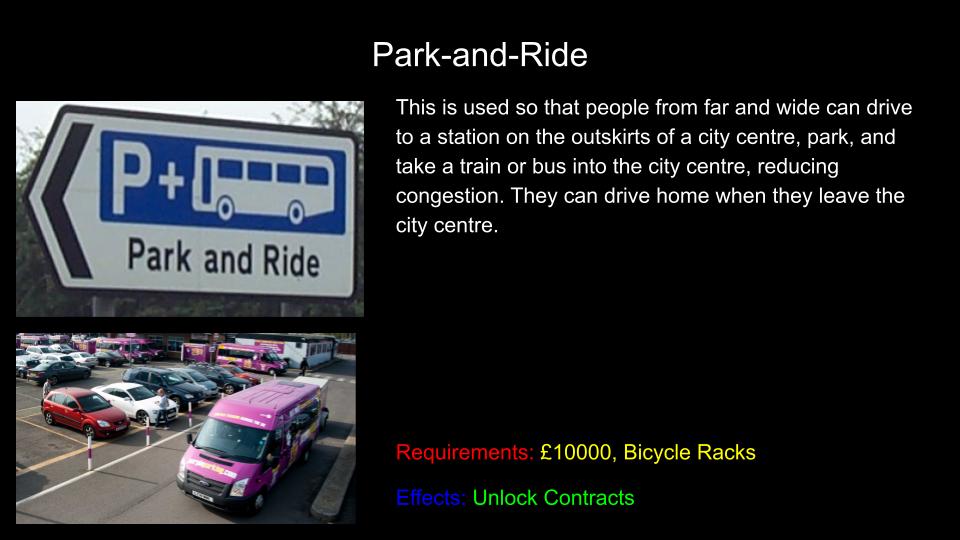 Park-and-Ride
P+
Park and Ride
This is used so that people from far and wide can drive
to a station on the outskirts of a city centre, park, and
take a train or bus into the city centre, reducing
congestion. They can drive home when they leave the
city centre.
Requirements: £10000, Bicycle Racks
Effects: Unlock Contracts